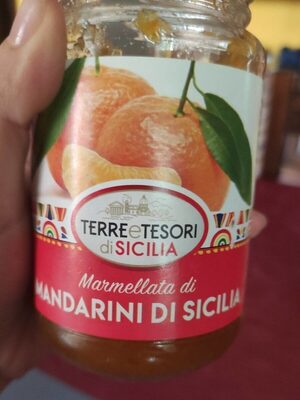 TERRE e TESORI
di SICILIA
Marmellata di
MANDARINI DI SICILIA